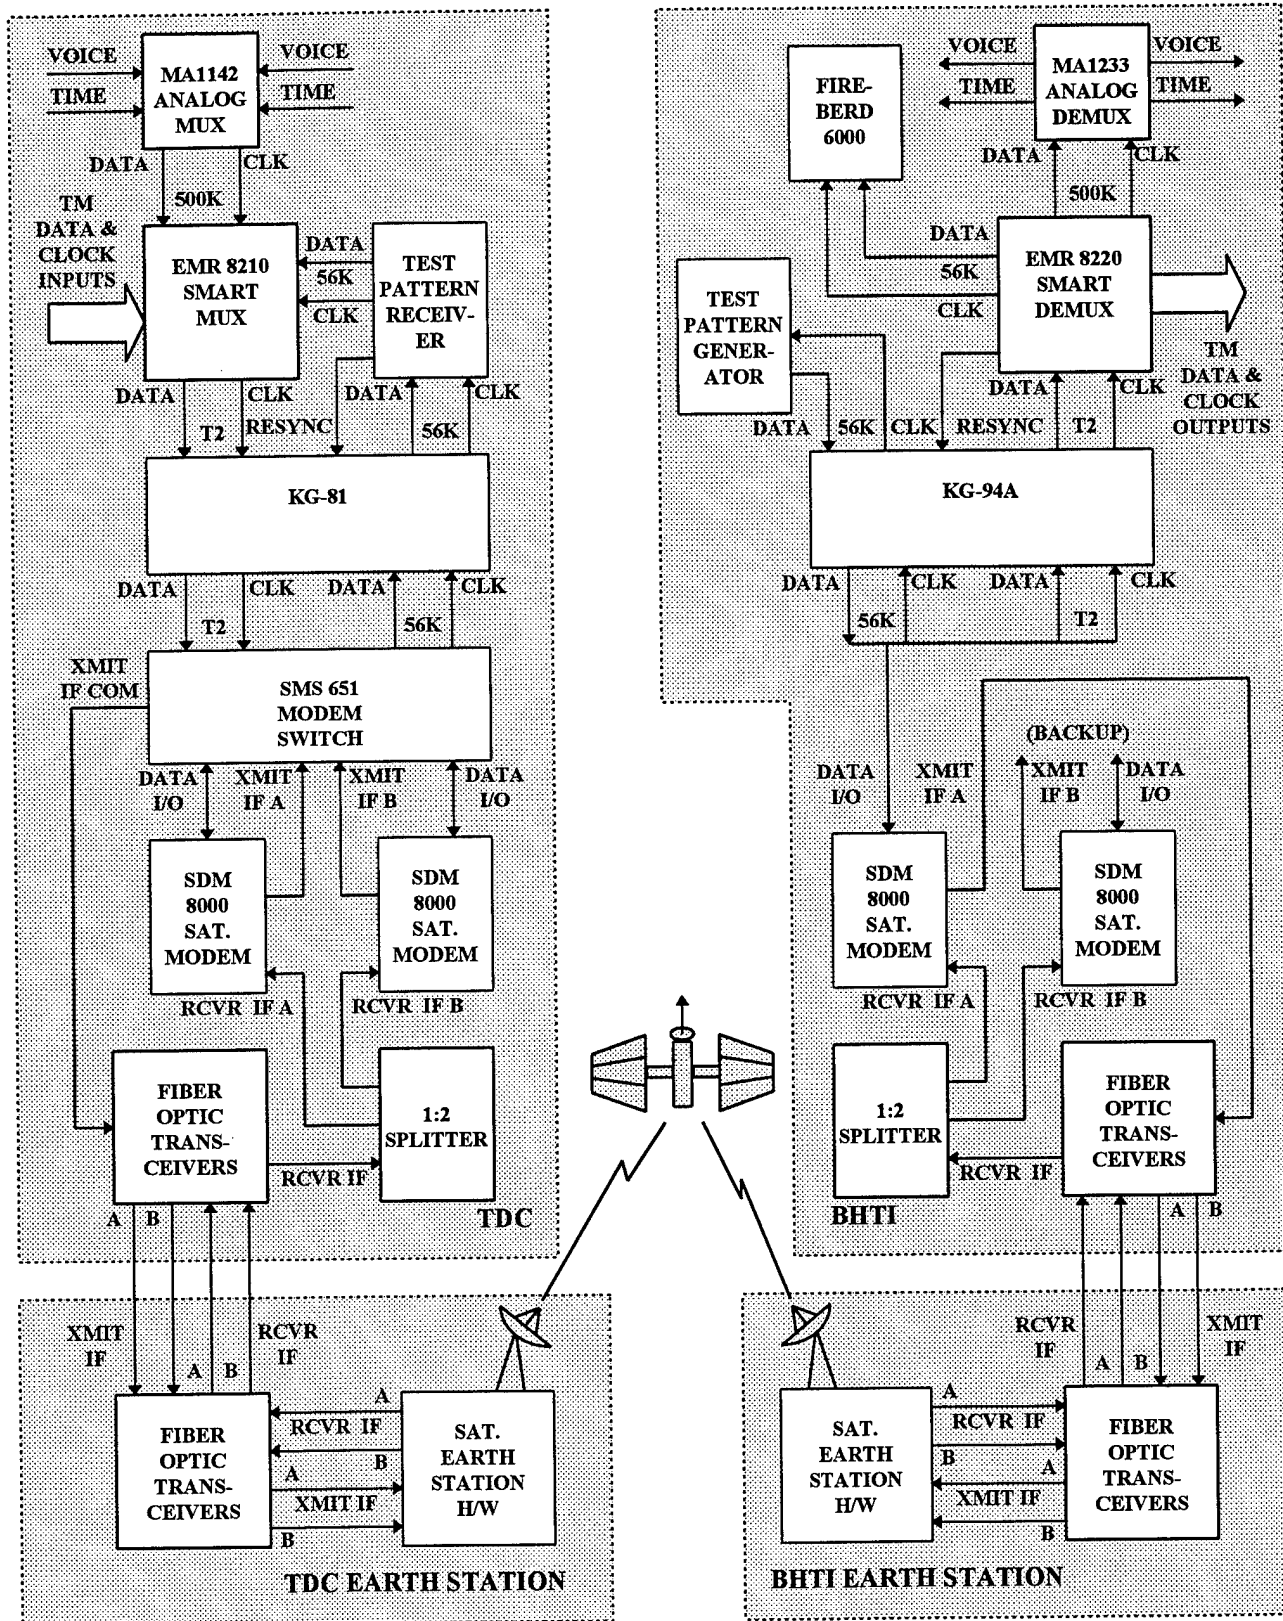 VOICE
TIME
MA1142
ANALOG
MUX
VOICE
TIME
DATA
CLK
500K
TM
DATA &
CLOCK
INPUTS
EMR 8210
SMART
MUX
DATA
56K
CLK
TEST
PATTERN
RECEIV-
ER
DATA
CLK
T2
RESYNC
DATA
CLK
56K
KG-81
DATA
CLK
DATA
CLK
T2
56K
XMIT
IF COM
SMS 651
MODEM
SWITCH
DATA
I/O
XMIT
IF A
XMIT
IF B
DATA
I/O
SDM
8000
SAT.
MODEM
SDM
8000
SAT.
MODEM
RCVR IF A
RCVR IF B
FIBER
OPTIC
TRANS-
CEIVERS
1:2
SPLITTER
RCVR IF
A
B
TDC
XMIT
IF
A
B
RCVR
IF
FIBER
OPTIC
TRANS-
CEIVERS
A
RCVR IF
B
A
XMIT IF
B
SAT.
EARTH
STATION
H/W
TDC EARTH STATION
FIRE-
BERD
6000
VOICE
TIME
MA1233
ANALOG
DEMUX
VOICE
TIME
DATA
CLK
500K
DATA
56K
CLK
EMR 8220
SMART
DEMUX
TM
DATA &
CLOCK
OUTPUTS
TEST
PATTERN
GENER-
ATOR
DATA
56K
CLK
RESYNC
DATA
CLK
T2
KG-94A
DATA
CLK
DATA
CLK
56K
T2
(BACKUP)
DATA
I/O
XMIT
IF A
XMIT
IF B
DATA
I/O
SDM
8000
SAT.
MODEM
SDM
8000
SAT.
MODEM
RCVR IF A
RCVR IF B
1:2
SPLITTER
FIBER
OPTIC
TRANS-
CEIVERS
RCVR IF
BHTI
A
B
RCVR
IF
A
B
XMIT
IF
SAT.
EARTH
STATION
H/W
A
RCVR IF
B
A
XMIT IF
B
FIBER
OPTIC
TRANS-
CEIVERS
BHTI EARTH STATION